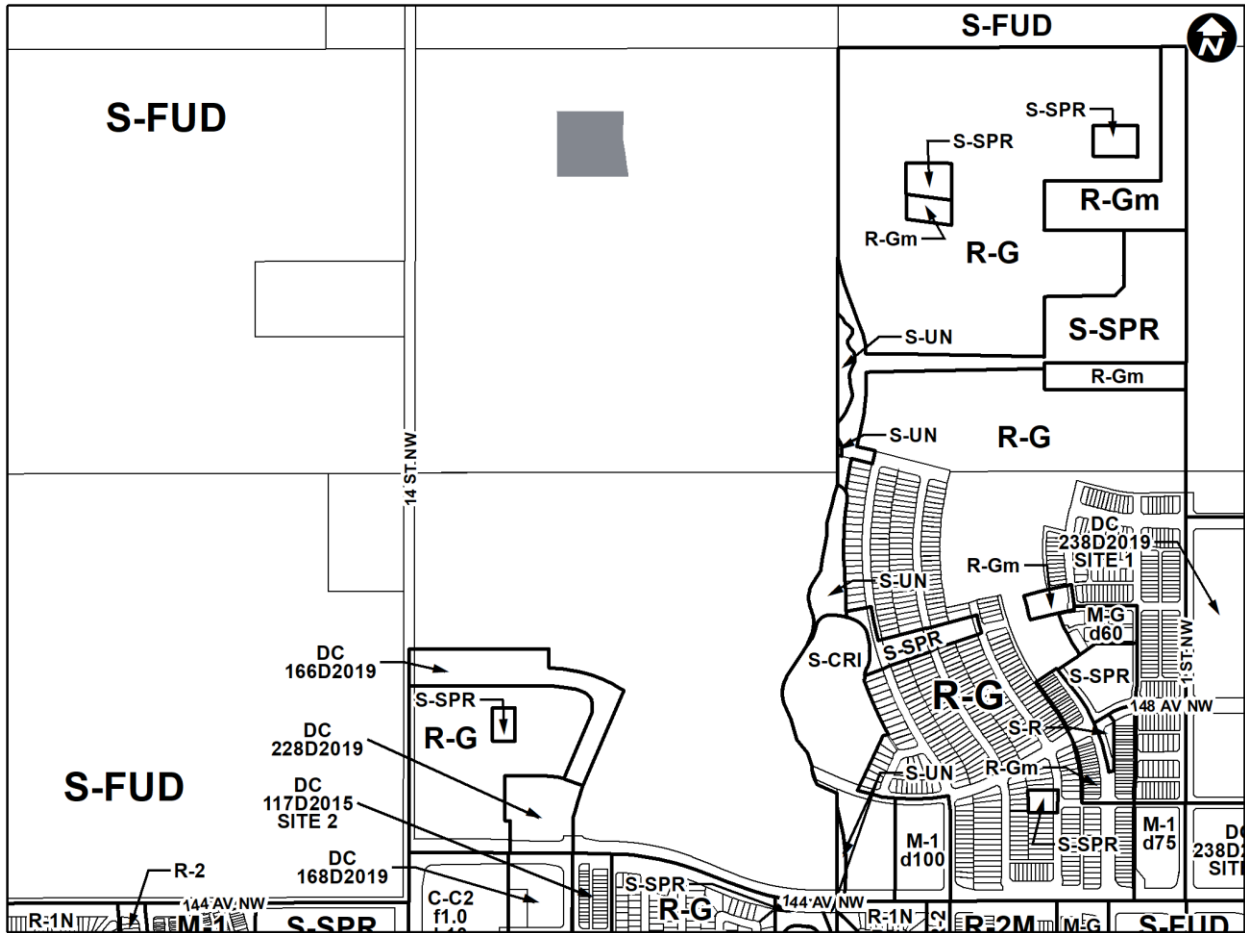 S-FUD
N
S-FUD
S-SPR
S-SPR
R-Gm
R-Gm
R-G
S-SPR
S-UN
R-Gm
S-UN
R-G
14 ST NW
DC
238D2019
SITE 1
R-Gm
S-UN
M-G
d60
S-SPR
S-CRI
1 ST NW
DC
166D2019
S-SPR
S-SPR
R-G
148 AV NW
R-G
S-R
DC
228D2019
S-UN
R-Gm
S-FUD
DC
117D2015
SITE 2
M-1
d100
S-SPR
M-1
d75
R-2
DC
168D2019
C-C2
f1.0
S-SPR
R-G
144 AV NW
144 AV NW
R-1N
M-1
S-SPR
R-1N
R-2M
M-G
S-FUD